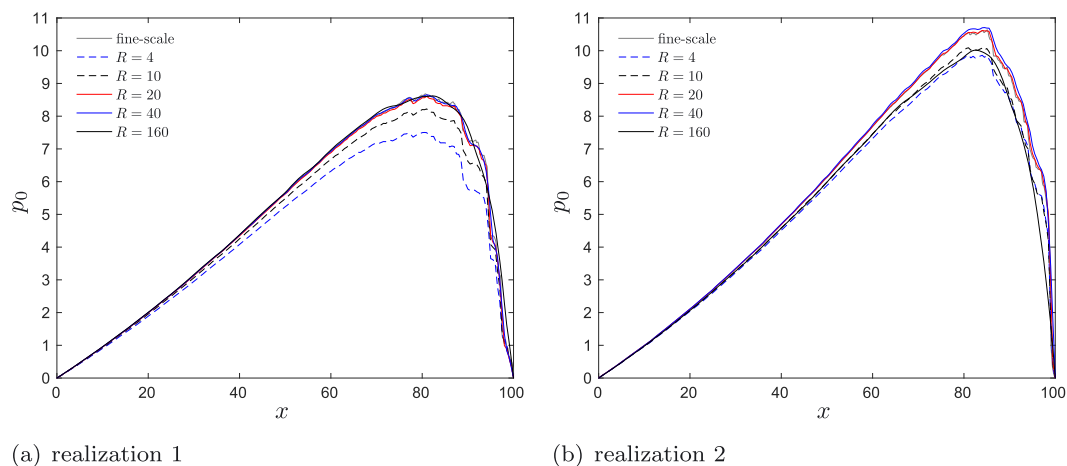 11
10
9
8
7
6
5
4
3
2
1
0
p₀
fine-scale
R = 4
R = 10
R = 20
R = 40
R = 160
0 20 40 60 80 100
x
(a) realization 1
11
10
9
8
7
6
5
4
3
2
1
0
p₀
fine-scale
R = 4
R = 10
R = 20
R = 40
R = 160
0 20 40 60 80 100
x
(b) realization 2